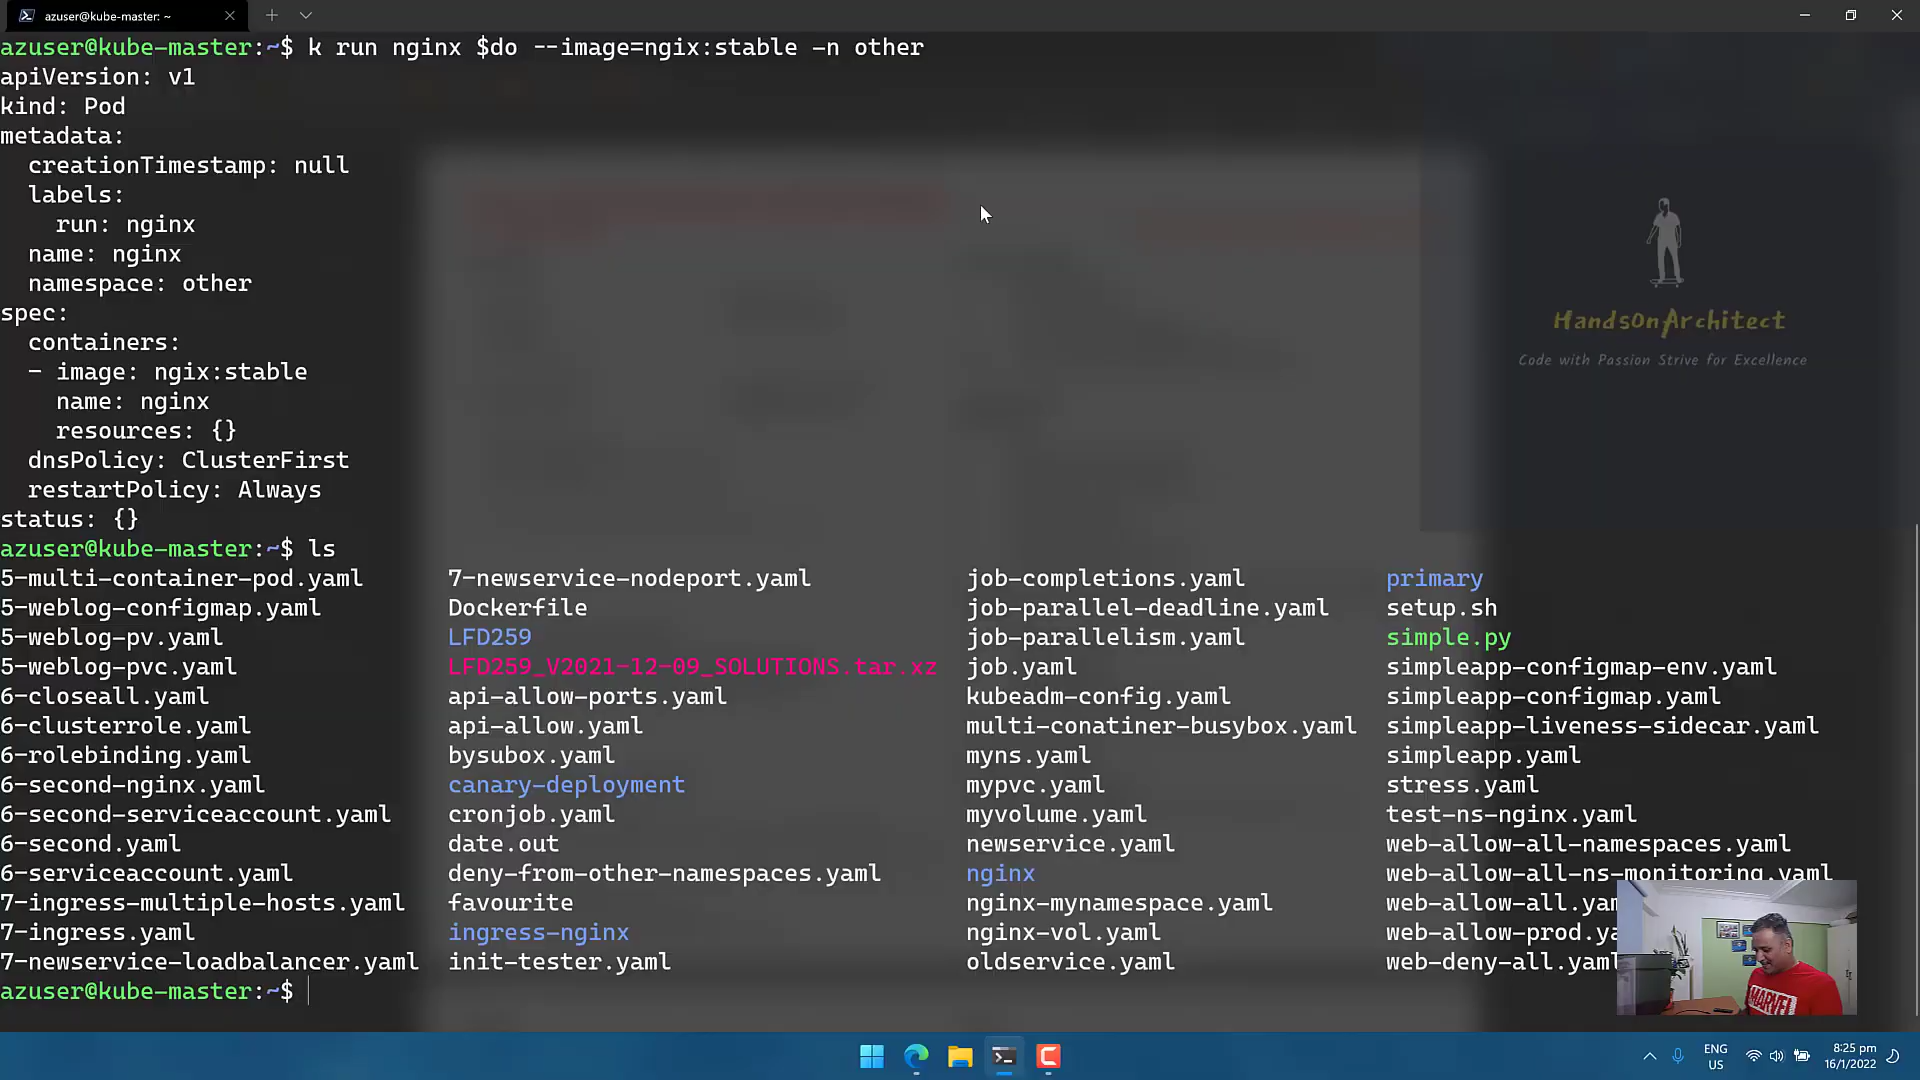 azuser@kube-master: ~
azuser@kube-master:~$ k run nginx $do --image=ngix:stable -n other
apiVersion: v1
kind: Pod
metadata:
  creationTimestamp: null
  labels:
    run: nginx
  name: nginx
  namespace: other
spec:
  containers:
  - image: ngix:stable
    name: nginx
    resources: {}
  dnsPolicy: ClusterFirst
  restartPolicy: Always
status: {}
HandsOnArchitect
Code with Passion Strive for Excellence
azuser@kube-master:~$ ls
5-multi-container-pod.yaml 7-newservice-nodeport.yaml job-completions.yaml primary
5-weblog-configmap.yaml Dockerfile job-parallel-deadline.yaml setup.sh
5-weblog-pv.yaml LFD259 job-parallelism.yaml simple.py
5-weblog-pvc.yaml LFD259_V2021-12-09_SOLUTIONS.tar.xz job.yaml simpleapp-configmap-env.yaml
6-closeall.yaml api-allow-ports.yaml kubeadm-config.yaml simpleapp-configmap.yaml
6-clusterrole.yaml api-allow.yaml multi-conatiner-busybox.yaml simpleapp-liveness-sidecar.yaml
6-rolebinding.yaml bysubox.yaml myns.yaml simpleapp.yaml
6-second-nginx.yaml canary-deployment mypvc.yaml stress.yaml
6-second-serviceaccount.yaml cronjob.yaml myvolume.yaml test-ns-nginx.yaml
6-second.yaml date.out newservice.yaml web-allow-all-namespaces.yaml
6-serviceaccount.yaml deny-from-other-namespaces.yaml nginx web-allow-all-ns-monitoring.yaml
7-ingress-multiple-hosts.yaml favourite nginx-mynamespace.yaml web-allow-all.yam
7-ingress.yaml ingress-nginx nginx-vol.yaml web-allow-prod.ya
7-newservice-loadbalancer.yaml init-tester.yaml oldservice.yaml web-deny-all.yaml
azuser@kube-master:~$
MARVEL
ENG
US
8:25 pm
16/1/2022